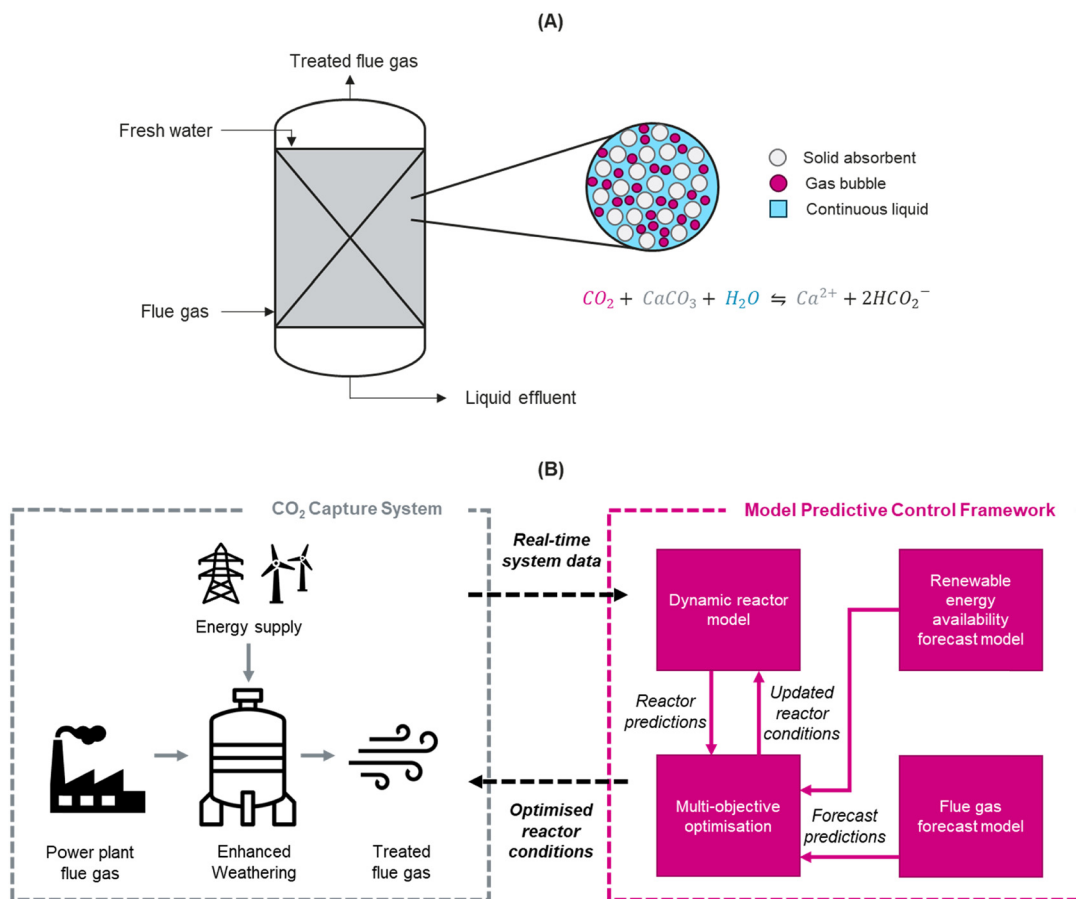 (A)
Treated flue gas
Fresh water
Flue gas
Liquid effluent
Solid absorbent
Gas bubble
Continuous liquid
CO₂ + CaCO₃ + H₂O ⇋ Ca²⁺ + 2HCO₂⁻
(B)
CO₂ Capture System
Energy supply
Power plant
flue gas
Enhanced
Weathering
Treated
flue gas
Real-time
system data
Optimised
reactor
conditions
Model Predictive Control Framework
Dynamic reactor
model
Renewable
energy
availability
forecast model
Reactor
predictions
Updated
reactor
conditions
Multi-objective
optimisation
Forecast
predictions
Flue gas
forecast model